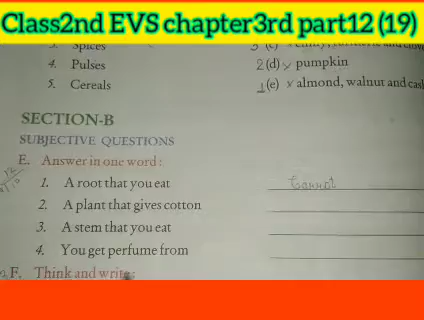 Class2nd EVS chapter3rd part12 (19)
3. Spices
4. Pulses 2 (d) x pumpkin
5. Cereals 1 (e) x almond, walnut and
SECTION-B
SUBJECTIVE QUESTIONS
E. Answer in one word:
1. A root that you eat Carrot
2. A plant that gives cotton
3. A stem that you eat
4. You get perfume from
F. Think and write: